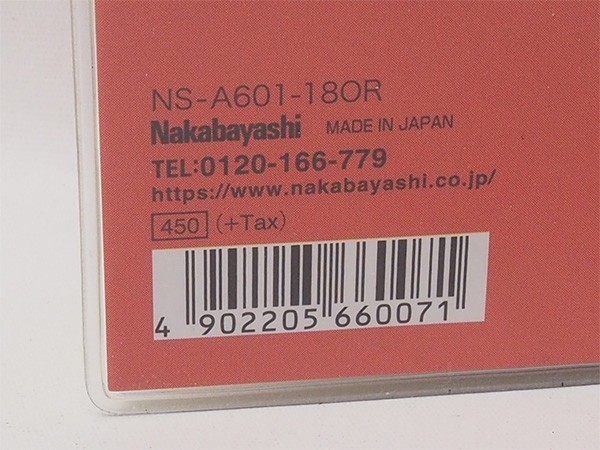 NS-A601-18OR
Nakabayashi MADE IN JAPAN
TEL:0120-166-779
https://www.nakabayashi.co.jp/
450 (+Tax)
4 902205 660071